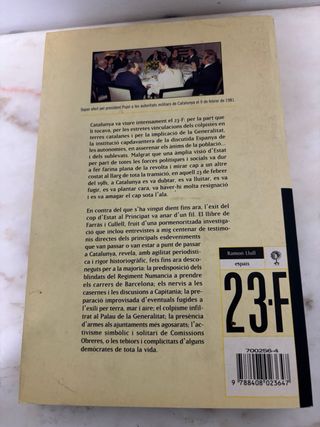 Sopar ofert pel president Pujol a les autoritats militars de Catalunya el 9 de febrer de 1981.
Catalunya va viure intensament el 23-F: per la part que
li tocava, per les estretes vinculacions dels colpistes en
terres catalanes i per la implicació de la Generalitat,
la institució capdavantera de la discutida Espanya de
les autonomies, en asserenar els ànims de la població...
i dels sublevats. Malgrat que una àmplia visió d'Estat
per part de totes les forces polítiques i socials va dur
a fer farina plana de la revolta i mirar cap a un altre
costat al llarg de tota la transició, en aquell 23 de febrer
del 1981, a Catalunya es va dubtar, es va lluitar, es va
fugir, es va plantar cara, va haver-hi molta resignació
i es va amagar el cap sota l'ala.
En contra del que s'ha vingut dient fins ara, l'èxit del
cop d'Estat al Principat va anar d'un fil. El llibre de
Farràs i Cullell, fruit d'una pormenoritzada investiga-
ció que inclou entrevistes a mig centenar de testimo-
nis directes dels principals esdeveniments
que van passar o van estar a punt de passar
a Catalunya, revela, amb agilitat periodísti-
ca i rigor historiogràfic, fets fins ara desco-
neguts per a la majoria: la predisposició dels
blindats del Regiment Numancia a prendre
els carrers de Barcelona; els nervis a les
casernes i les discusions a Capitania; la pre-
paració improvisada d'eventuals fugides a
l'exili per terra, mar i aire; el colpisme infil-
trat al Palau de la Generalitat; la presència
d'armes als ajuntaments més agosarats; l'ac-
tivisme simbòlic i solitari de Comissions
Obreres, o les tebiors i complicitats d'alguns
demòcrates de tota la vida.
Ramon Llull
espais
23-F
700256-4
9 788408 023647